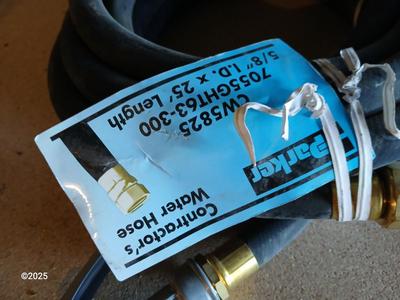 Parker
Contractor's
Water Hose
CW5825
7055GHT63-300
5/8" I.D. x 25' Length
©2025